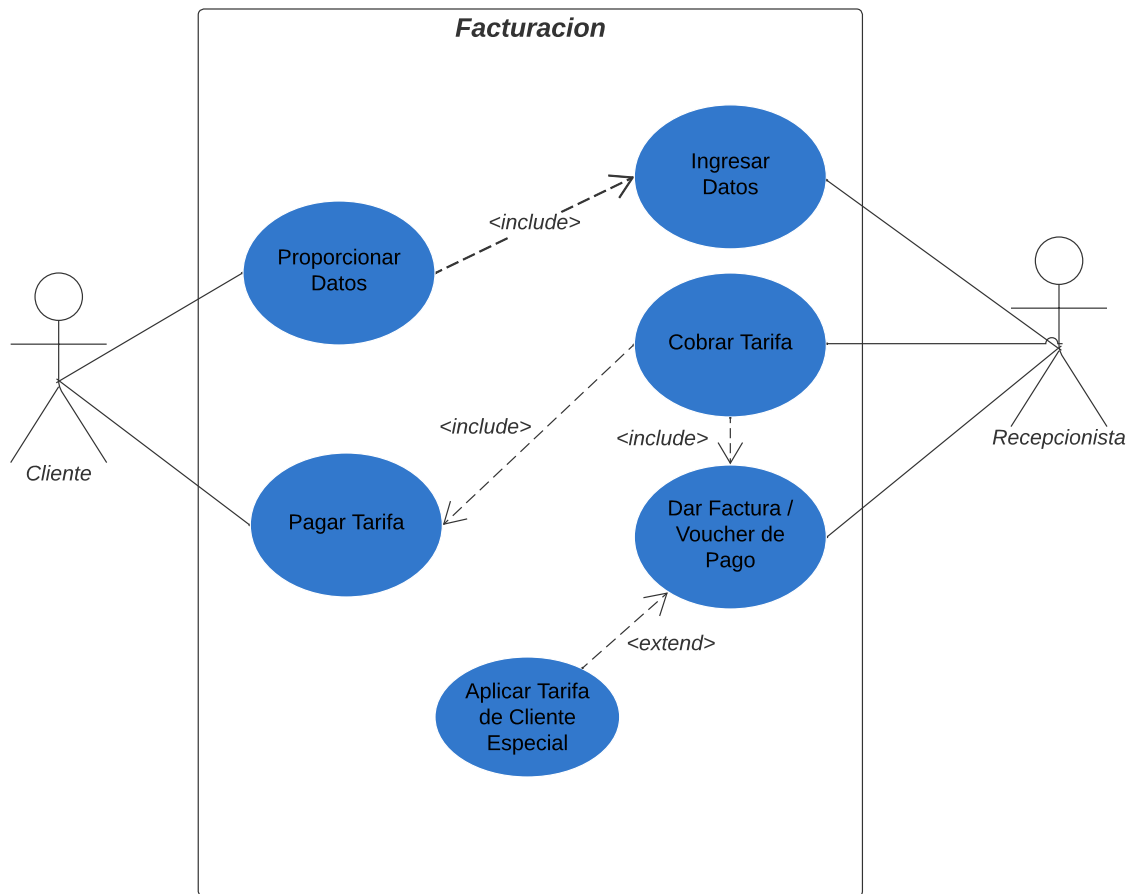 Facturacion
Ingresar
Datos
<include>
Proporcionar
Datos
Cobrar Tarifa
<include>
<include>
Recepcionista
Cliente
Pagar Tarifa
Dar Factura /
Voucher de
Pago
<extend>
Aplicar Tarifa
de Cliente
Especial